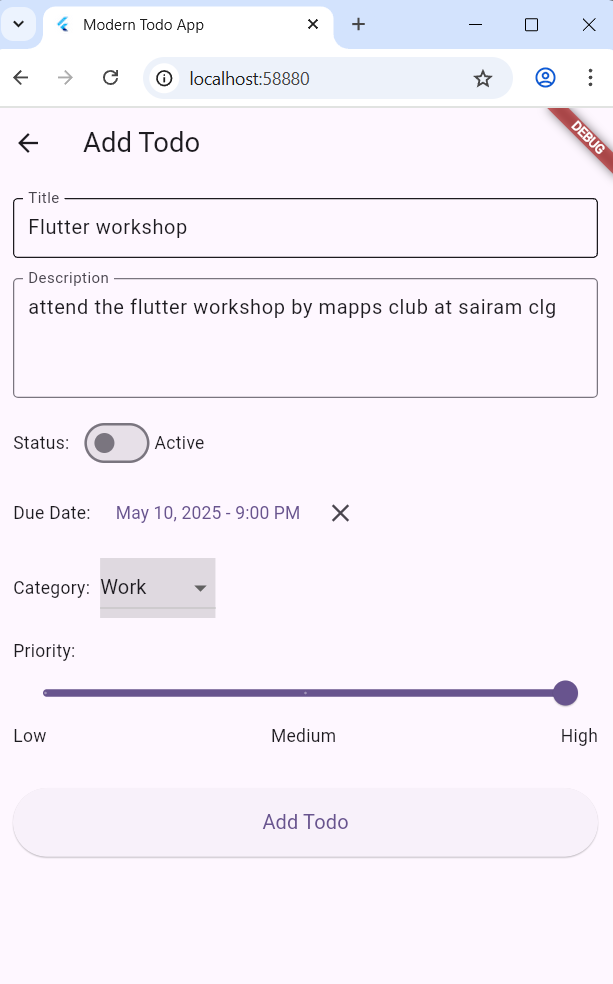 Modern Todo App
localhost:58880
DEBUG
Add Todo
Title
Flutter workshop
Description
attend the flutter workshop by mapps club at sairam clg
Status: Active
Due Date: May 10, 2025 - 9:00 PM
Category: Work
Priority:
Low Medium High
Add Todo